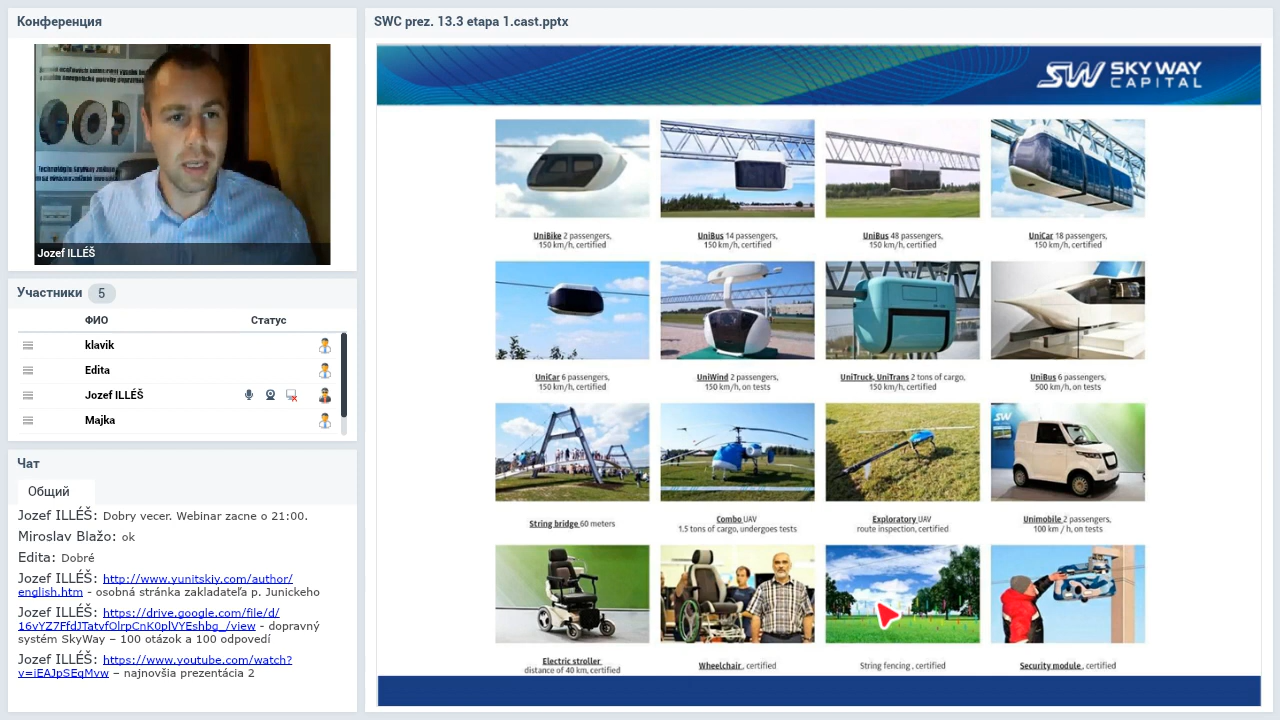 Конференция
Jozef ILLÉŠ
Участники 5
ФИО Статус
klavik
Edita
Jozef ILLÉŠ
Majka
Чат
Общий
Jozef ILLÉŠ: Dobry vecer. Webinar zacne o 21:00.
Miroslav Blažo: ok
Edita: Dobré
Jozef ILLÉŠ: http://www.yunitskiy.com/author/
english.htm - osobná stránka zakladateľa p. Junickeho
Jozef ILLÉŠ: https://drive.google.com/file/d/
16vYZ7FfdJTatvfOlrpCnK0plVYEshbg_/view - dopravný
systém SkyWay – 100 otázok a 100 odpovedí
Jozef ILLÉŠ: https://www.youtube.com/watch?
v=iEAJpSEqMvw – najnovšia prezentácia 2
SWC prez. 13.3 etapa 1.cast.pptx
SW SKY WAY
CAPITAL
UniBike 2 passengers,
150 km/h, certified
UniBus 14 passengers,
150 km/h, certified
UniBus 48 passengers,
150 km/h, certified
UniCar 18 passengers,
150 km/h, certified
UniCar 6 passengers,
150 km/h, certified
UniWind 2 passengers,
150 km/h, on tests
UniTruck, UniTrans 2 tons of cargo,
150 km/h, certified
UniBus 6 passengers,
500 km/h, on tests
String bridge 60 meters
Combo UAV
1.5 tons of cargo, undergoes tests
Exploratory UAV
route inspection, certified
SW
Unimobile 2 passengers,
100 km / h, on tests
Electric stroller,
distance of 40 km, certified
Wheelchair, certified
String fencing, certified
Security module, certified